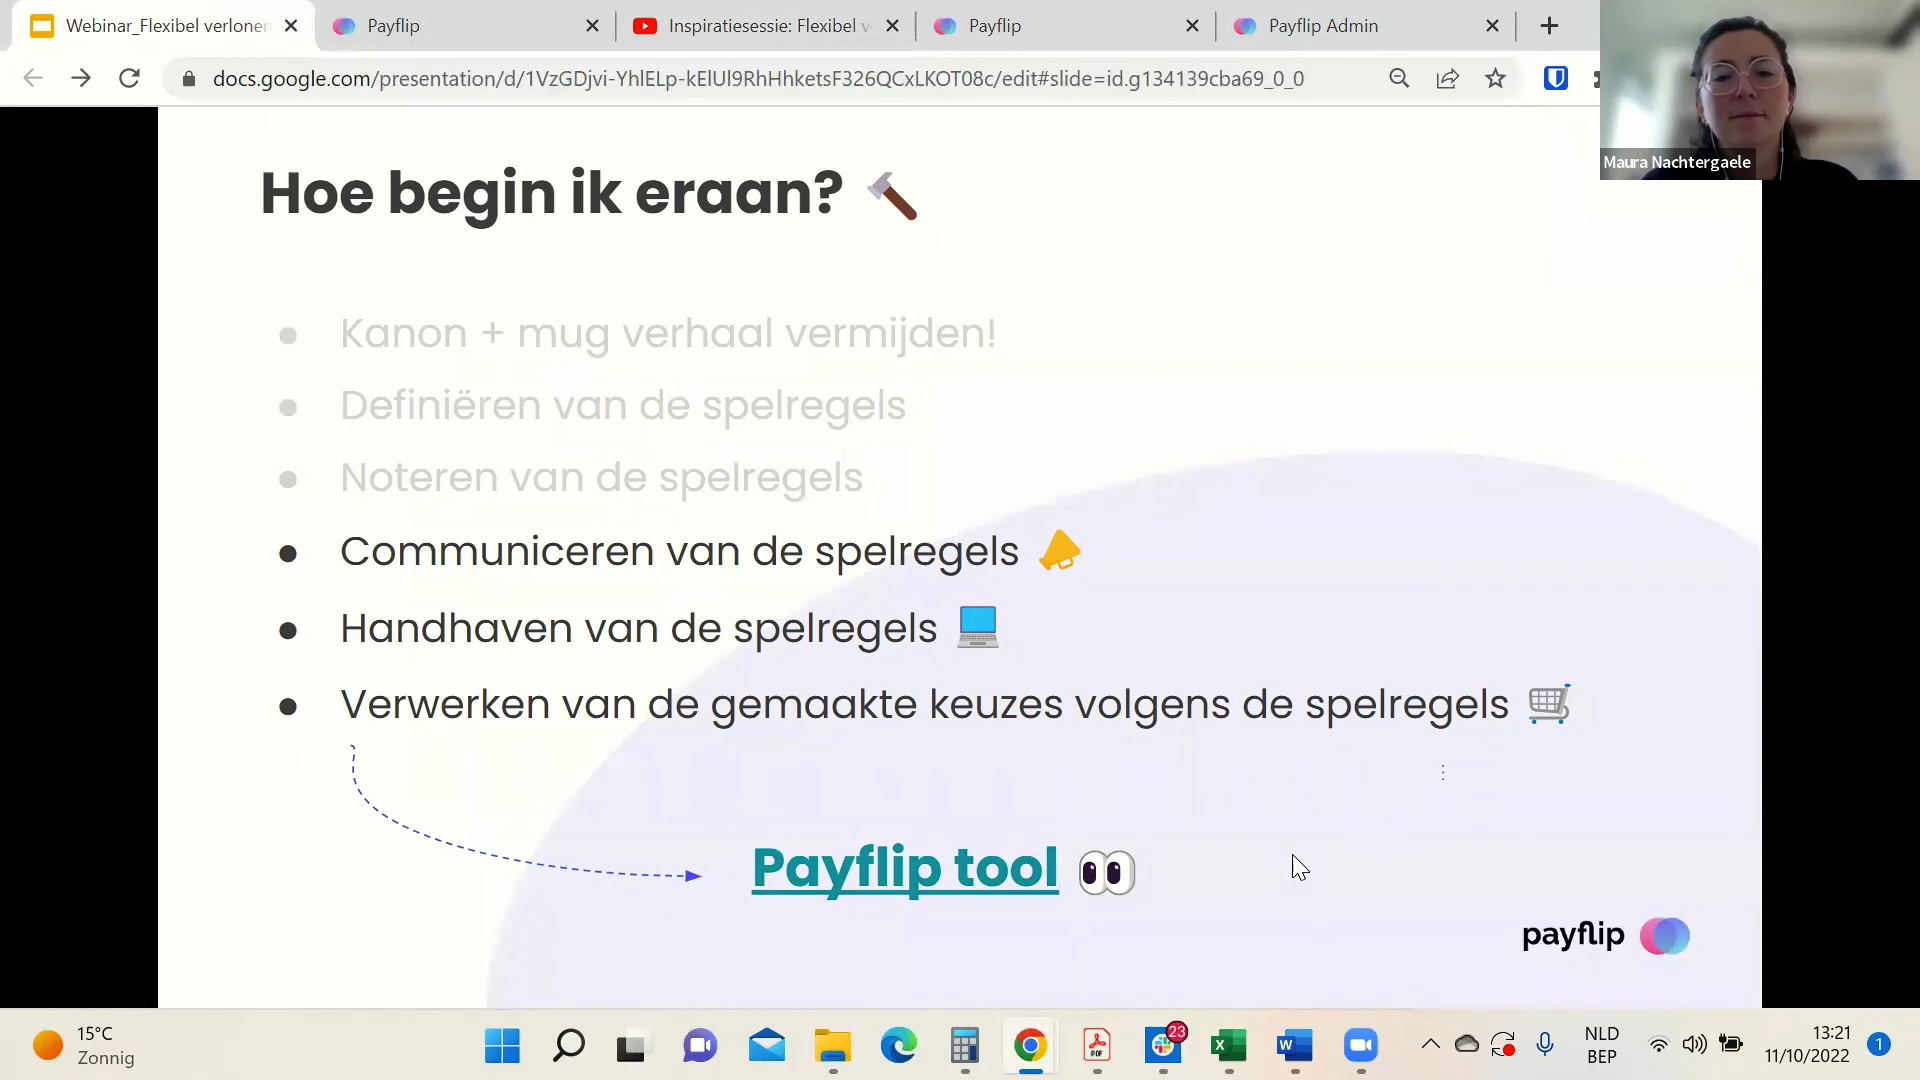 Webinar_Flexibel verlonen
Payflip
Inspiratiesessie: Flexibel v
Payflip
Payflip Admin
docs.google.com/presentation/d/1VzGDjvi-YhlELp-kElUl9RhHhketsF326QCxLKOT08c/edit#slide=id.g134139cba69_0_0
Maura Nachtergaele
Hoe begin ik eraan?
Kanon + mug verhaal vermijden!
Definiëren van de spelregels
Noteren van de spelregels
Communiceren van de spelregels
Handhaven van de spelregels
Verwerken van de gemaakte keuzes volgens de spelregels
Payflip tool
payflip
15°C
Zonnig
23
NLD
BEP
13:21
11/10/2022
1